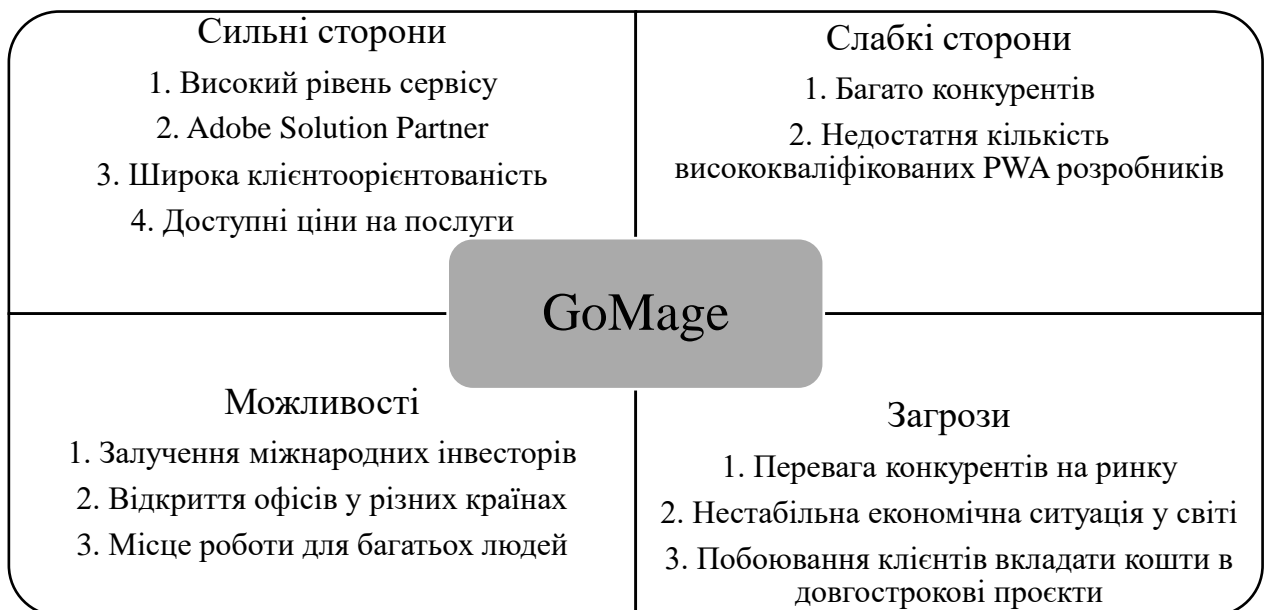 Сильні сторони
1. Високий рівень сервісу
2. Adobe Solution Partner
3. Широка клієнтоорієнтованість
4. Доступні ціни на послуги
Слабкі сторони
1. Багато конкурентів
2. Недостатня кількість
висококваліфікованих PWA розробників
GoMage
Можливості
1. Залучення міжнародних інвесторів
2. Відкриття офісів у різних країнах
3. Місце роботи для багатьох людей
Загрози
1. Перевага конкурентів на ринку
2. Нестабільна економічна ситуація у світі
3. Побоювання клієнтів вкладати кошти в
довгострокові проєкти